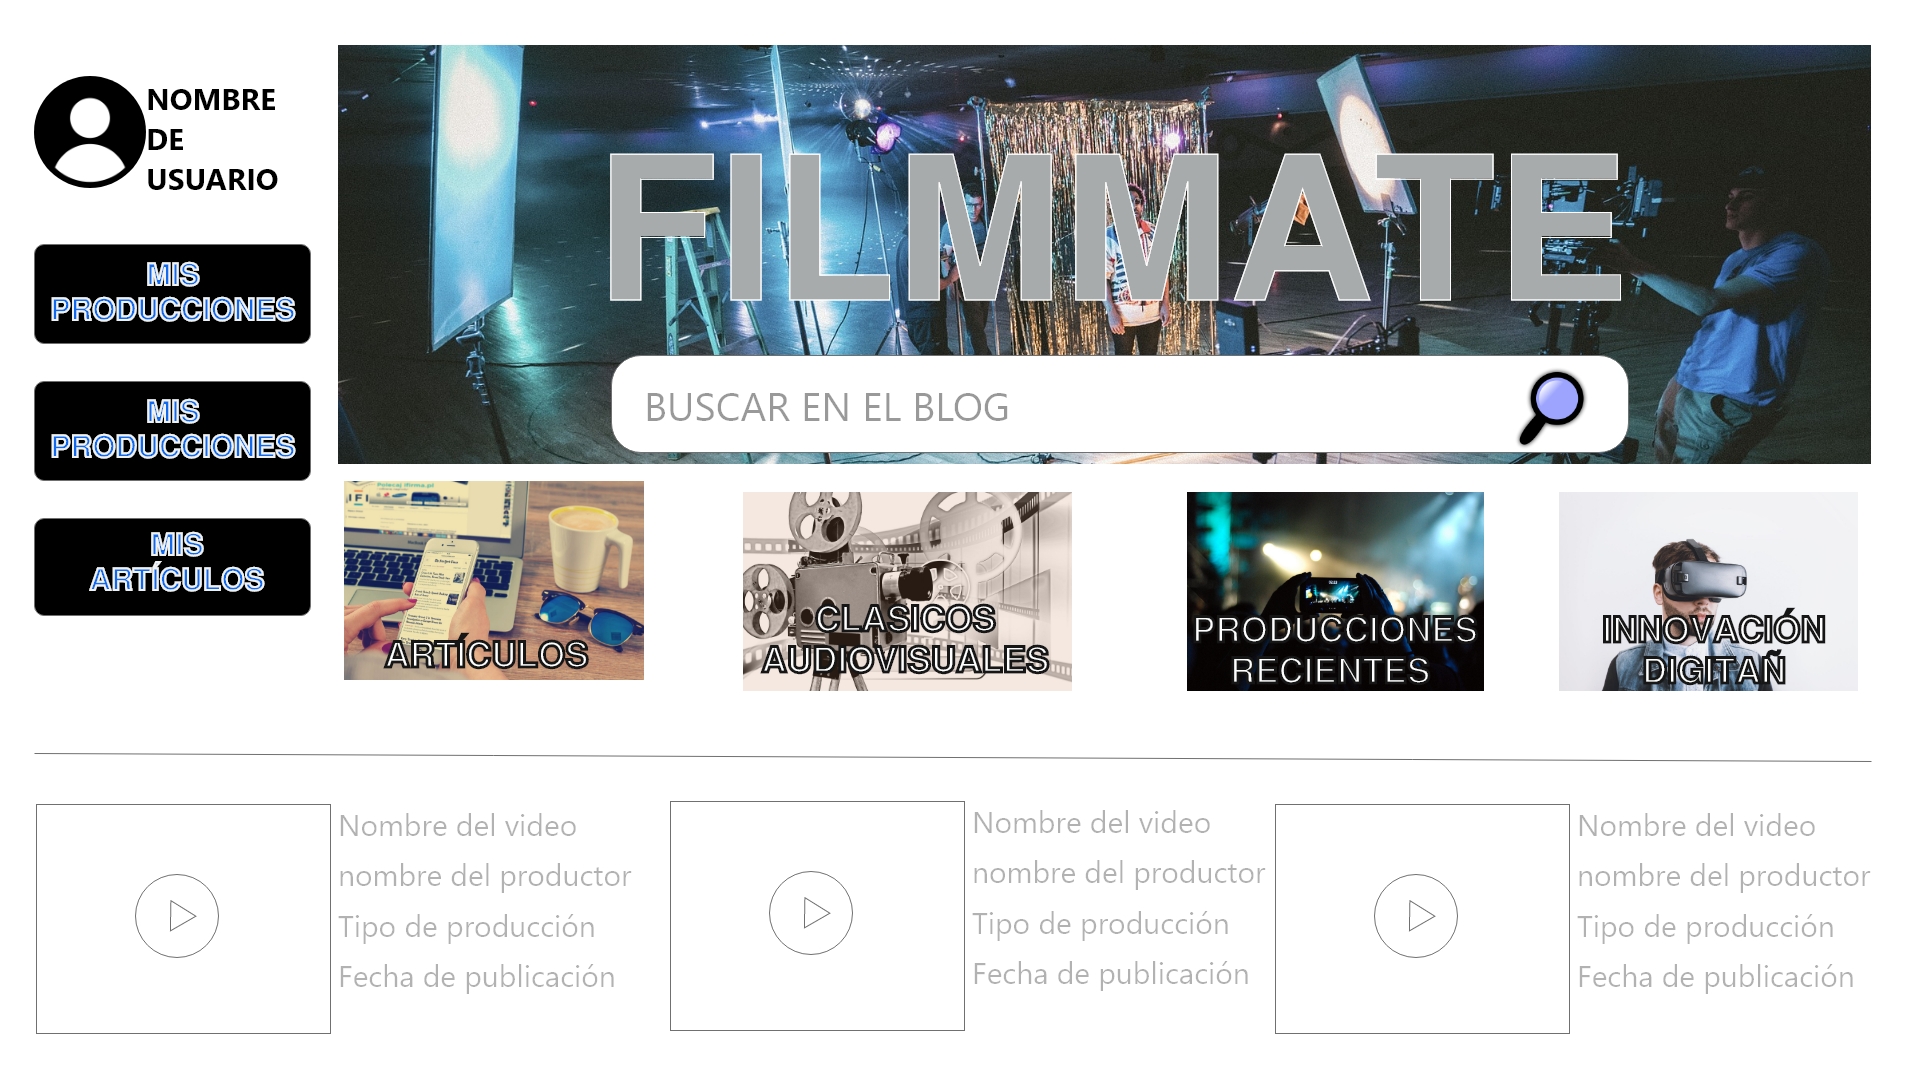 NOMBRE
DE
USUARIO
MIS
PRODUCCIONES
MIS
PRODUCCIONES
MIS
ARTÍCULOS
FILMMATE
BUSCAR EN EL BLOG
ARTÍCULOS
CLASICOS
AUDIOVISUALES
PRODUCCIONES
RECIENTES
INNOVACIÓN
DIGITAÑ
Nombre del video
nombre del productor
Tipo de producción
Fecha de publicación
Nombre del video
nombre del productor
Tipo de producción
Fecha de publicación
Nombre del video
nombre del productor
Tipo de producción
Fecha de publicación